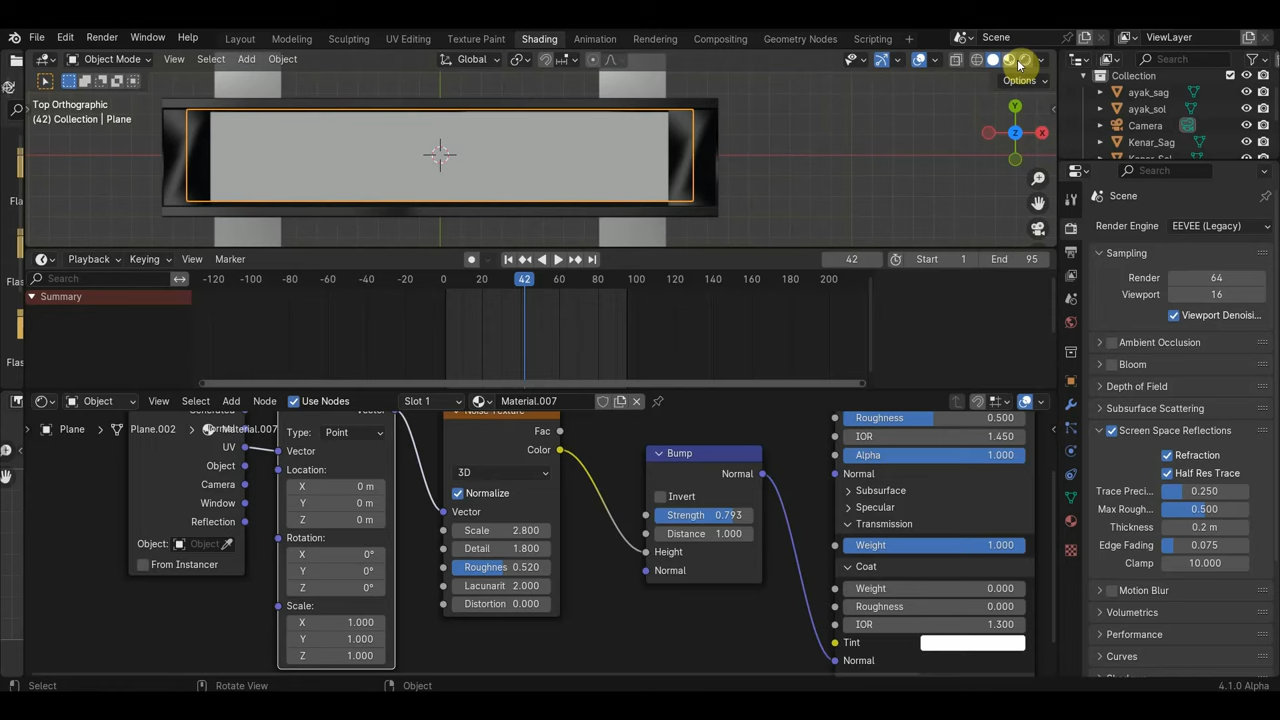 File Edit Render Window Help Layout Modeling Sculpting UV Editing Texture Paint Shading Animation Rendering Compositing Geometry Nodes Scripting Scene ViewLayer
Object Mode View Select Add Object Global Search
Options Collection
Top Orthographic ayak_sag
(42) Collection | Plane ayak_sol
Y
X
Z
Camera
Kenar_Sag
Search
Scene
Render Engine EEVEE (Legacy)
Playback Keying View Marker 42 Start 1 End 95
Sampling
Search -120 -100 -80 -60 -40 -20 0 20 42 60 80 100 120 140 160 180 200
Render 64
Summary
Viewport 16
Viewport Denoisi...
Ambient Occlusion
Bloom
Depth of Field
Object View Select Add Node Use Nodes Slot 1 Material.007
Subsurface Scattering
Plane Plane.002 Material.007
Screen Space Reflections
Refraction
Half Res Trace
Trace Preci... 0.250
Max Rough... 0.500
Thickness 0.2 m
Edge Fading 0.075
Clamp 10.000
Motion Blur
Volumetrics
Performance
Curves
UV
Object
Camera
Window
Reflection
Object: Object
From Instancer
Type: Point
Vector
Location:
X 0 m
Y 0 m
Z 0 m
Rotation:
X 0°
Y 0°
Z 0°
Scale:
X 1.000
Y 1.000
Z 1.000
Fac
Color
3D
Normalize
Vector
Scale 2.800
Detail 1.800
Roughnes 0.520
Lacunarit 2.000
Distortion 0.000
Bump
Normal
Invert
Strength 0.793
Distance 1.000
Height
Normal
Roughness 0.500
IOR 1.450
Alpha 1.000
Normal
Subsurface
Specular
Transmission
Weight 1.000
Coat
Weight 0.000
Roughness 0.000
IOR 1.300
Tint
Normal
Select Rotate View Object 4.1.0 Alpha